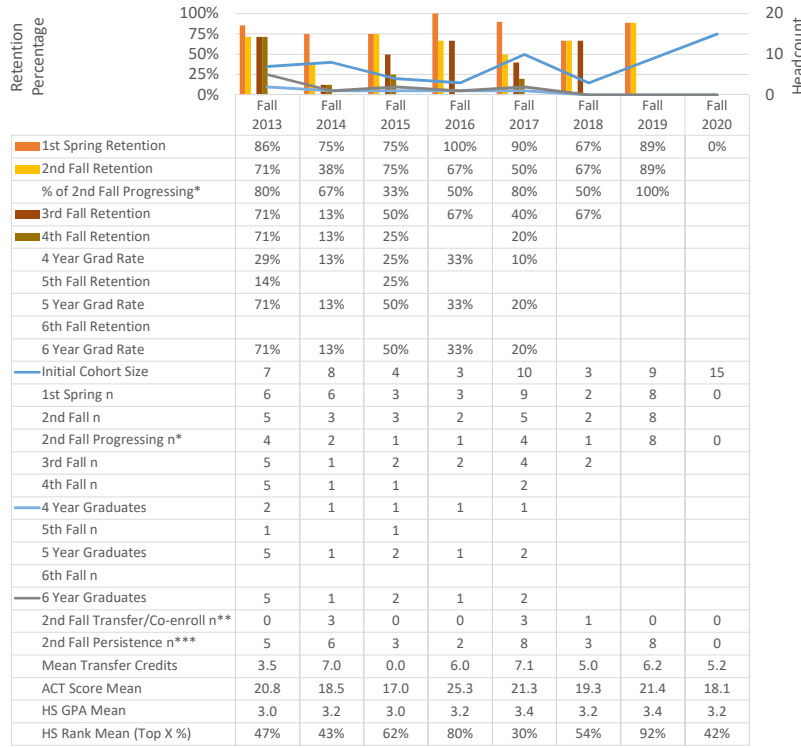 100%
75%
50%
25%
0%
Retention
Percentage
20
10
0
Headcount
Fall 2013 Fall 2014 Fall 2015 Fall 2016 Fall 2017 Fall 2018 Fall 2019 Fall 2020
1st Spring Retention 86% 75% 75% 100% 90% 67% 89% 0%
2nd Fall Retention 71% 38% 75% 67% 50% 67% 89%
% of 2nd Fall Progressing* 80% 67% 33% 50% 80% 50% 100%
3rd Fall Retention 71% 13% 50% 67% 40% 67%
4th Fall Retention 71% 13% 25% 20%
4 Year Grad Rate 29% 13% 25% 33% 10%
5th Fall Retention 14% 25%
5 Year Grad Rate 71% 13% 50% 33% 20%
6th Fall Retention
6 Year Grad Rate 71% 13% 50% 33% 20%
Initial Cohort Size 7 8 4 3 10 3 9 15
1st Spring n 6 6 3 3 9 2 8 0
2nd Fall n 5 3 3 2 5 2 8
2nd Fall Progressing n* 4 2 1 1 4 1 8 0
3rd Fall n 5 1 2 2 4 2
4th Fall n 5 1 1 2
4 Year Graduates 2 1 1 1 1
5th Fall n 1 1
5 Year Graduates 5 1 2 1 2
6th Fall n
6 Year Graduates 5 1 2 1 2
2nd Fall Transfer/Co-enroll n** 0 3 0 0 3 1 0 0
2nd Fall Persistence n*** 5 6 3 2 8 3 8 0
Mean Transfer Credits 3.5 7.0 0.0 6.0 7.1 5.0 6.2 5.2
ACT Score Mean 20.8 18.5 17.0 25.3 21.3 19.3 21.4 18.1
HS GPA Mean 3.0 3.2 3.0 3.2 3.4 3.2 3.4 3.2
HS Rank Mean (Top X %) 47% 43% 62% 80% 30% 54% 92% 42%